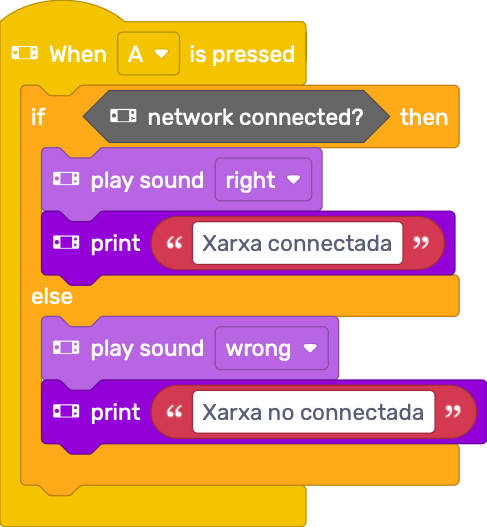 When A is pressed
if network connected? then
play sound right
print “ Xarxa connectada ”
else
play sound wrong
print “ Xarxa no connectada ”